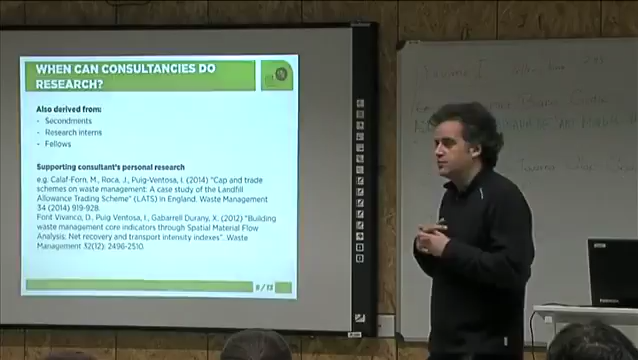 WHEN CAN CONSULTANCIES DO
RESEARCH?
Also derived from:
- Secondments
- Research interns
- Fellows
Supporting consultant's personal research
e.g. Calaf-Forn, M., Roca, J., Puig-Ventosa, I. (2014) "Cap and trade
schemes on waste management: A case study of the Landfill
Allowance Trading Scheme" (LATS) in England. Waste
Management 34 (2014) 919-928.
Font Vivanco, D., Puig Ventosa, I., Gabarrell Durany, X. (2012) "Building
waste management core indicators through Spatial Material Flow
Analysis: Net recovery and transport intensity indexes". Waste
Management 32(12): 2496-2510.
8 / 13